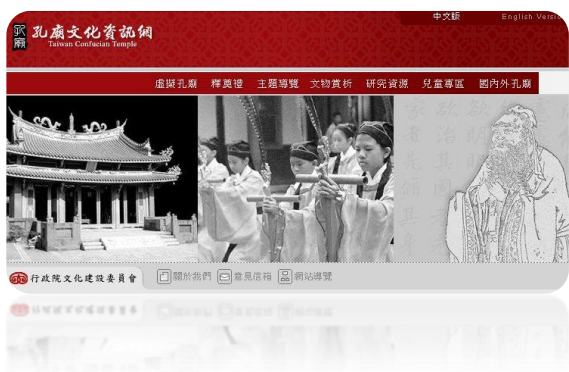 中文版
English Versio
孔廟
孔廟文化資訊網
Taiwan Confucian Temple
虛擬孔廟 釋奠禮 主題導覽 文物賞析 研究資源 兒童專區 國內外孔廟
行政院文化建設委員會
關於我們 意見信箱 網站導覽